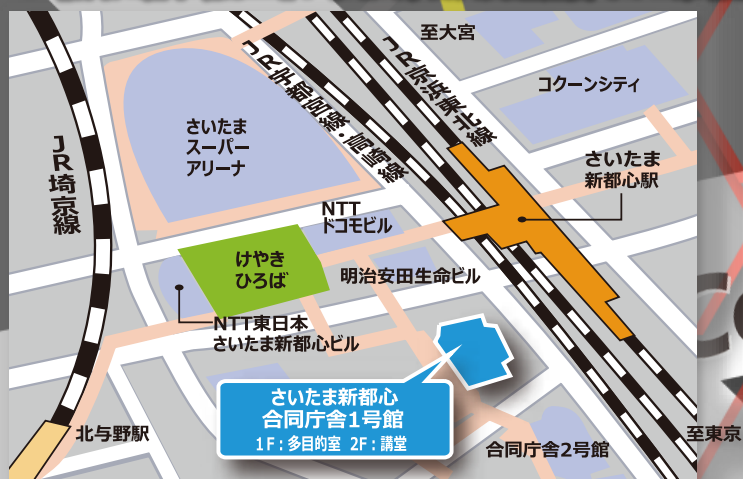 至大宮
JR宇都宮線・高崎線
JR京浜東北線
コクーンシティ
さいたま
スーパー
アリーナ
JR埼京線
さいたま
新都心駅
NTT
ドコモビル
けやき
ひろば
明治安田生命ビル
NTT東日本
さいたま新都心ビル
さいたま新都心
合同庁舎1号館
1F:多目的室 2F:講堂
北与野駅
合同庁舎2号館
至東京